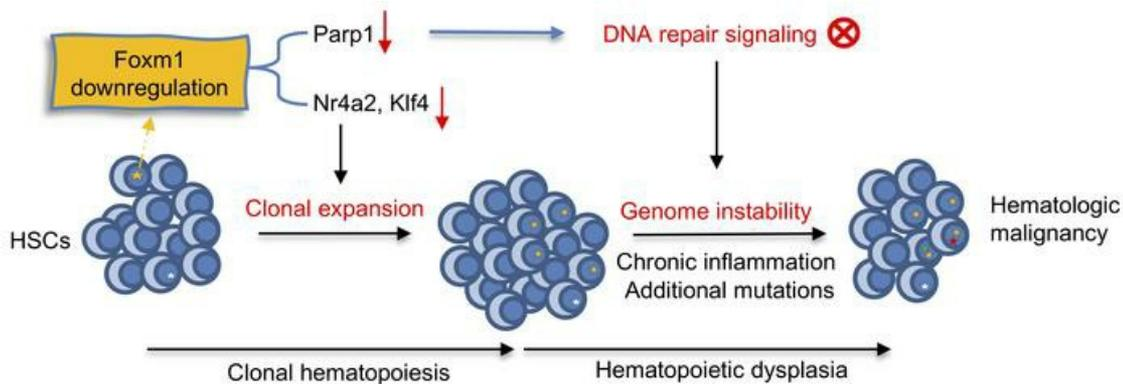 Foxm1
downregulation
Parp1
Nr4a2, Klf4
DNA repair signaling
HSCs
Clonal expansion
Genome instability
Chronic inflammation
Additional mutations
Hematologic
malignancy
Clonal hematopoiesis
Hematopoietic dysplasia